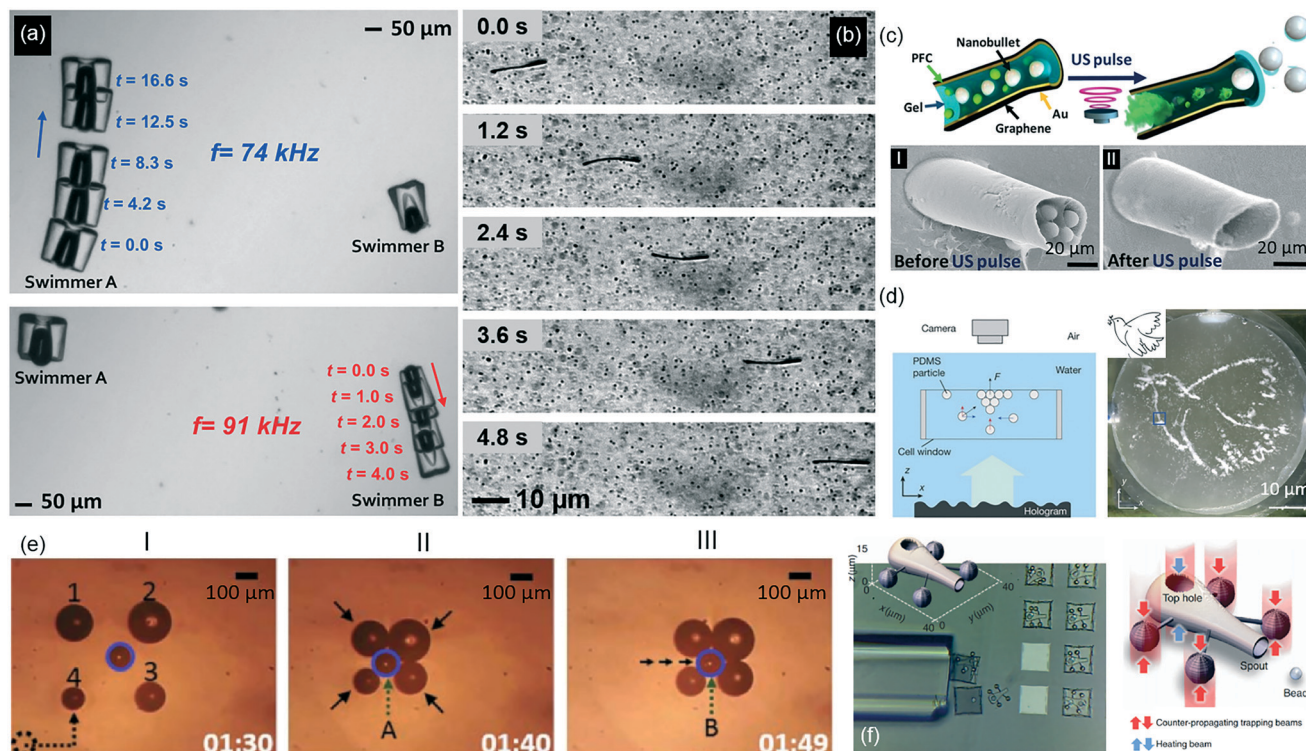 (a)
50 µm
t = 16.6 s
t = 12.5 s
t = 8.3 s
t = 4.2 s
t = 0.0 s
f= 74 kHz
Swimmer A
Swimmer B
Swimmer A
t = 0.0 s
t = 1.0 s
t = 2.0 s
t = 3.0 s
t = 4.0 s
f= 91 kHz
50 µm
Swimmer B
(b)
0.0 s
1.2 s
2.4 s
3.6 s
4.8 s
10 µm
(c)
PFC
Nanobullet
US pulse
Gel
Graphene
Au
I
Before US pulse
20 µm
II
After US pulse
20 µm
(d)
Camera
Air
PDMS
particle
F
Water
Cell window
z
x
Hologram
y
x
10 µm
(e)
I
II
III
100 µm
1
2
3
4
01:30
100 µm
A
01:40
100 µm
B
01:49
15
z(µm)
0
0
x(µm)
40
y(µm)
40
0
(f)
Top hole
Spout
Bead
Counter-propagating trapping beams
Heating beam